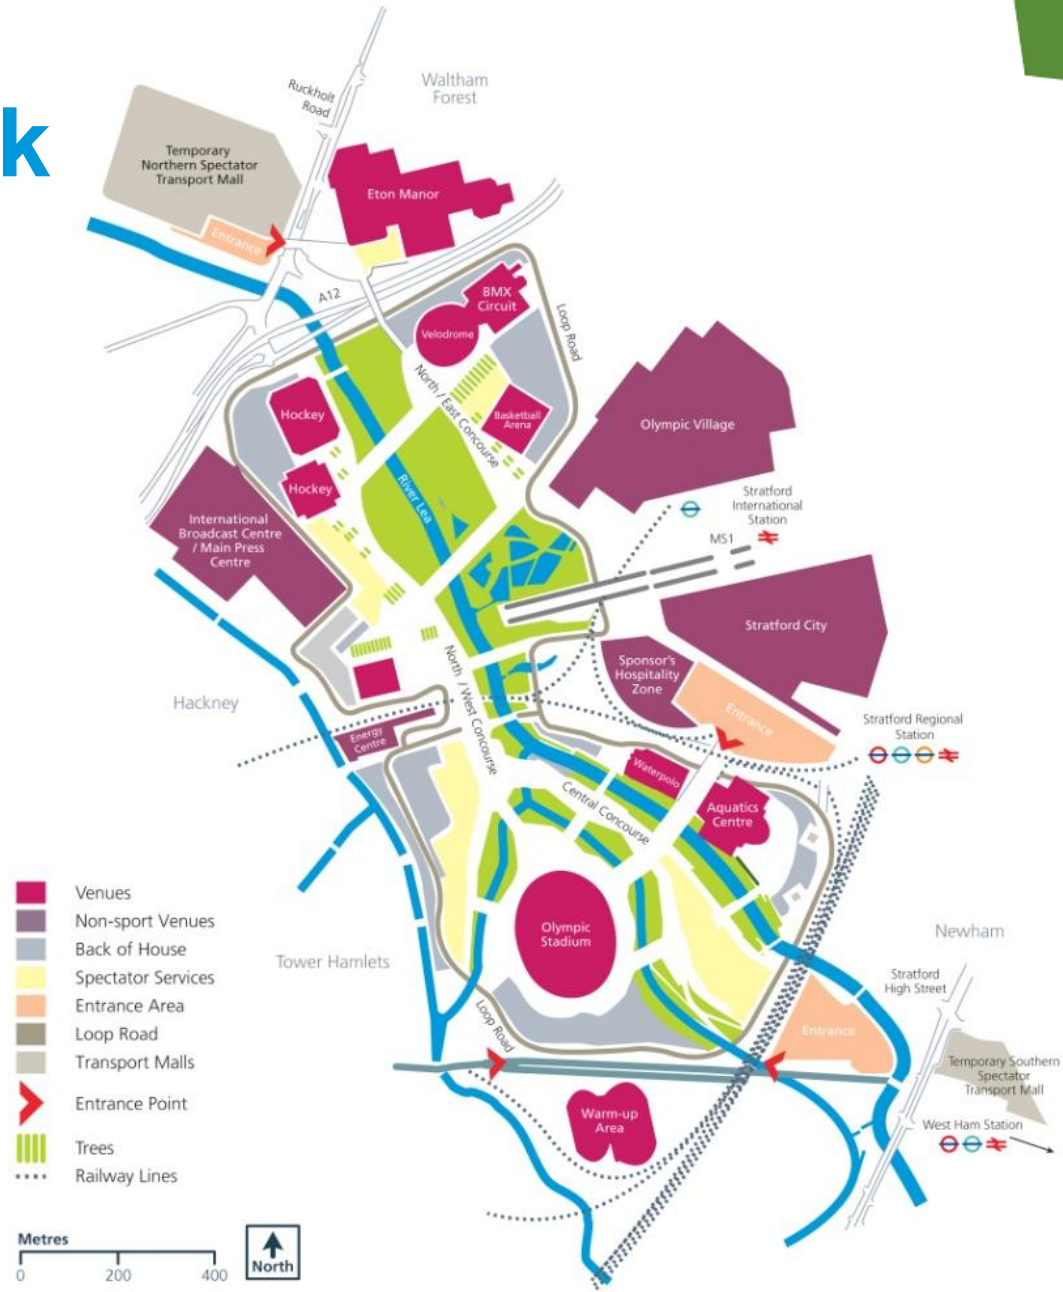 k
Waltham
Forest
Ruckholt
Road
Temporary
Northern Spectator
Transport Mall
Eton Manor
Entrance
A12
BMX
Circuit
Velodrome
Loop Road
North / East Concourse
Hockey
Basketball
Arena
Olympic Village
Hockey
River Lea
Stratford
International
Station
MS1
International
Broadcast Centre
/ Main Press
Centre
Stratford City
North / West Concourse
Sponsor's
Hospitality
Zone
Hackney
Entrance
Stratford Regional
Station
Energy
Centre
Waterpolo
Central Concourse
Aquatics
Centre
Olympic
Stadium
Newham
Tower Hamlets
Stratford
High Street
Loop Road
Entrance
Temporary Southern
Spectator
Transport Mall
Warm-up
Area
West Ham Station
Venues
Non-sport Venues
Back of House
Spectator Services
Entrance Area
Loop Road
Transport Malls
Entrance Point
Trees
Railway Lines
Metres
0 200 400
North